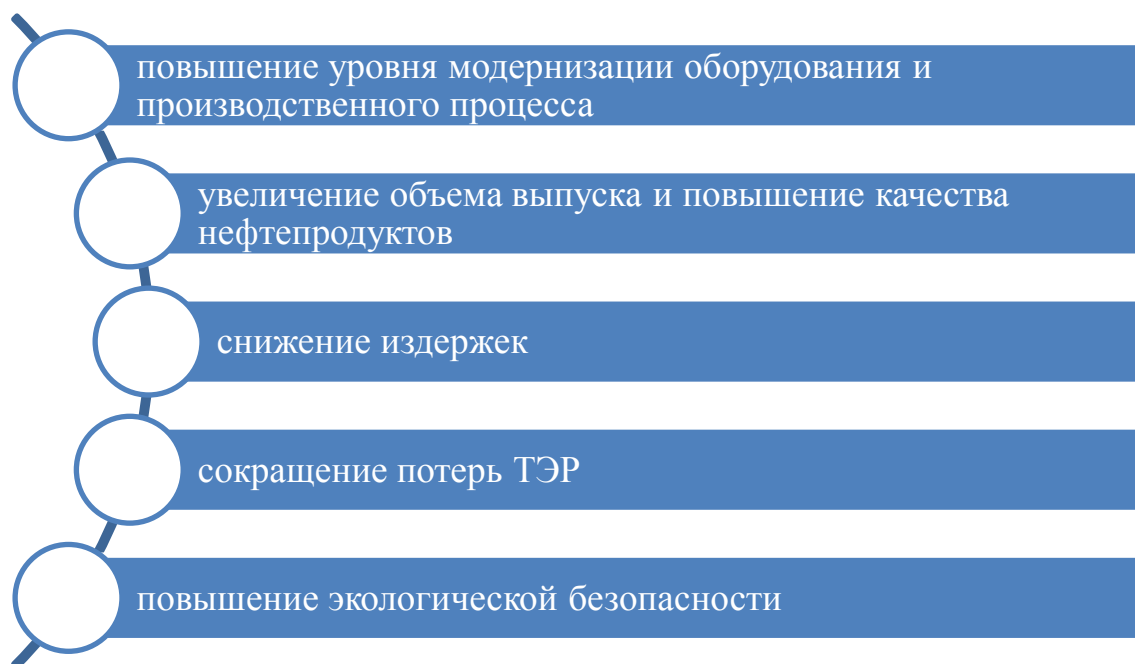 повышение уровня модернизации оборудования и
производственного процесса
увеличение объема выпуска и повышение качества
нефтепродуктов
снижение издержек
сокращение потерь ТЭР
повышение экологической безопасности